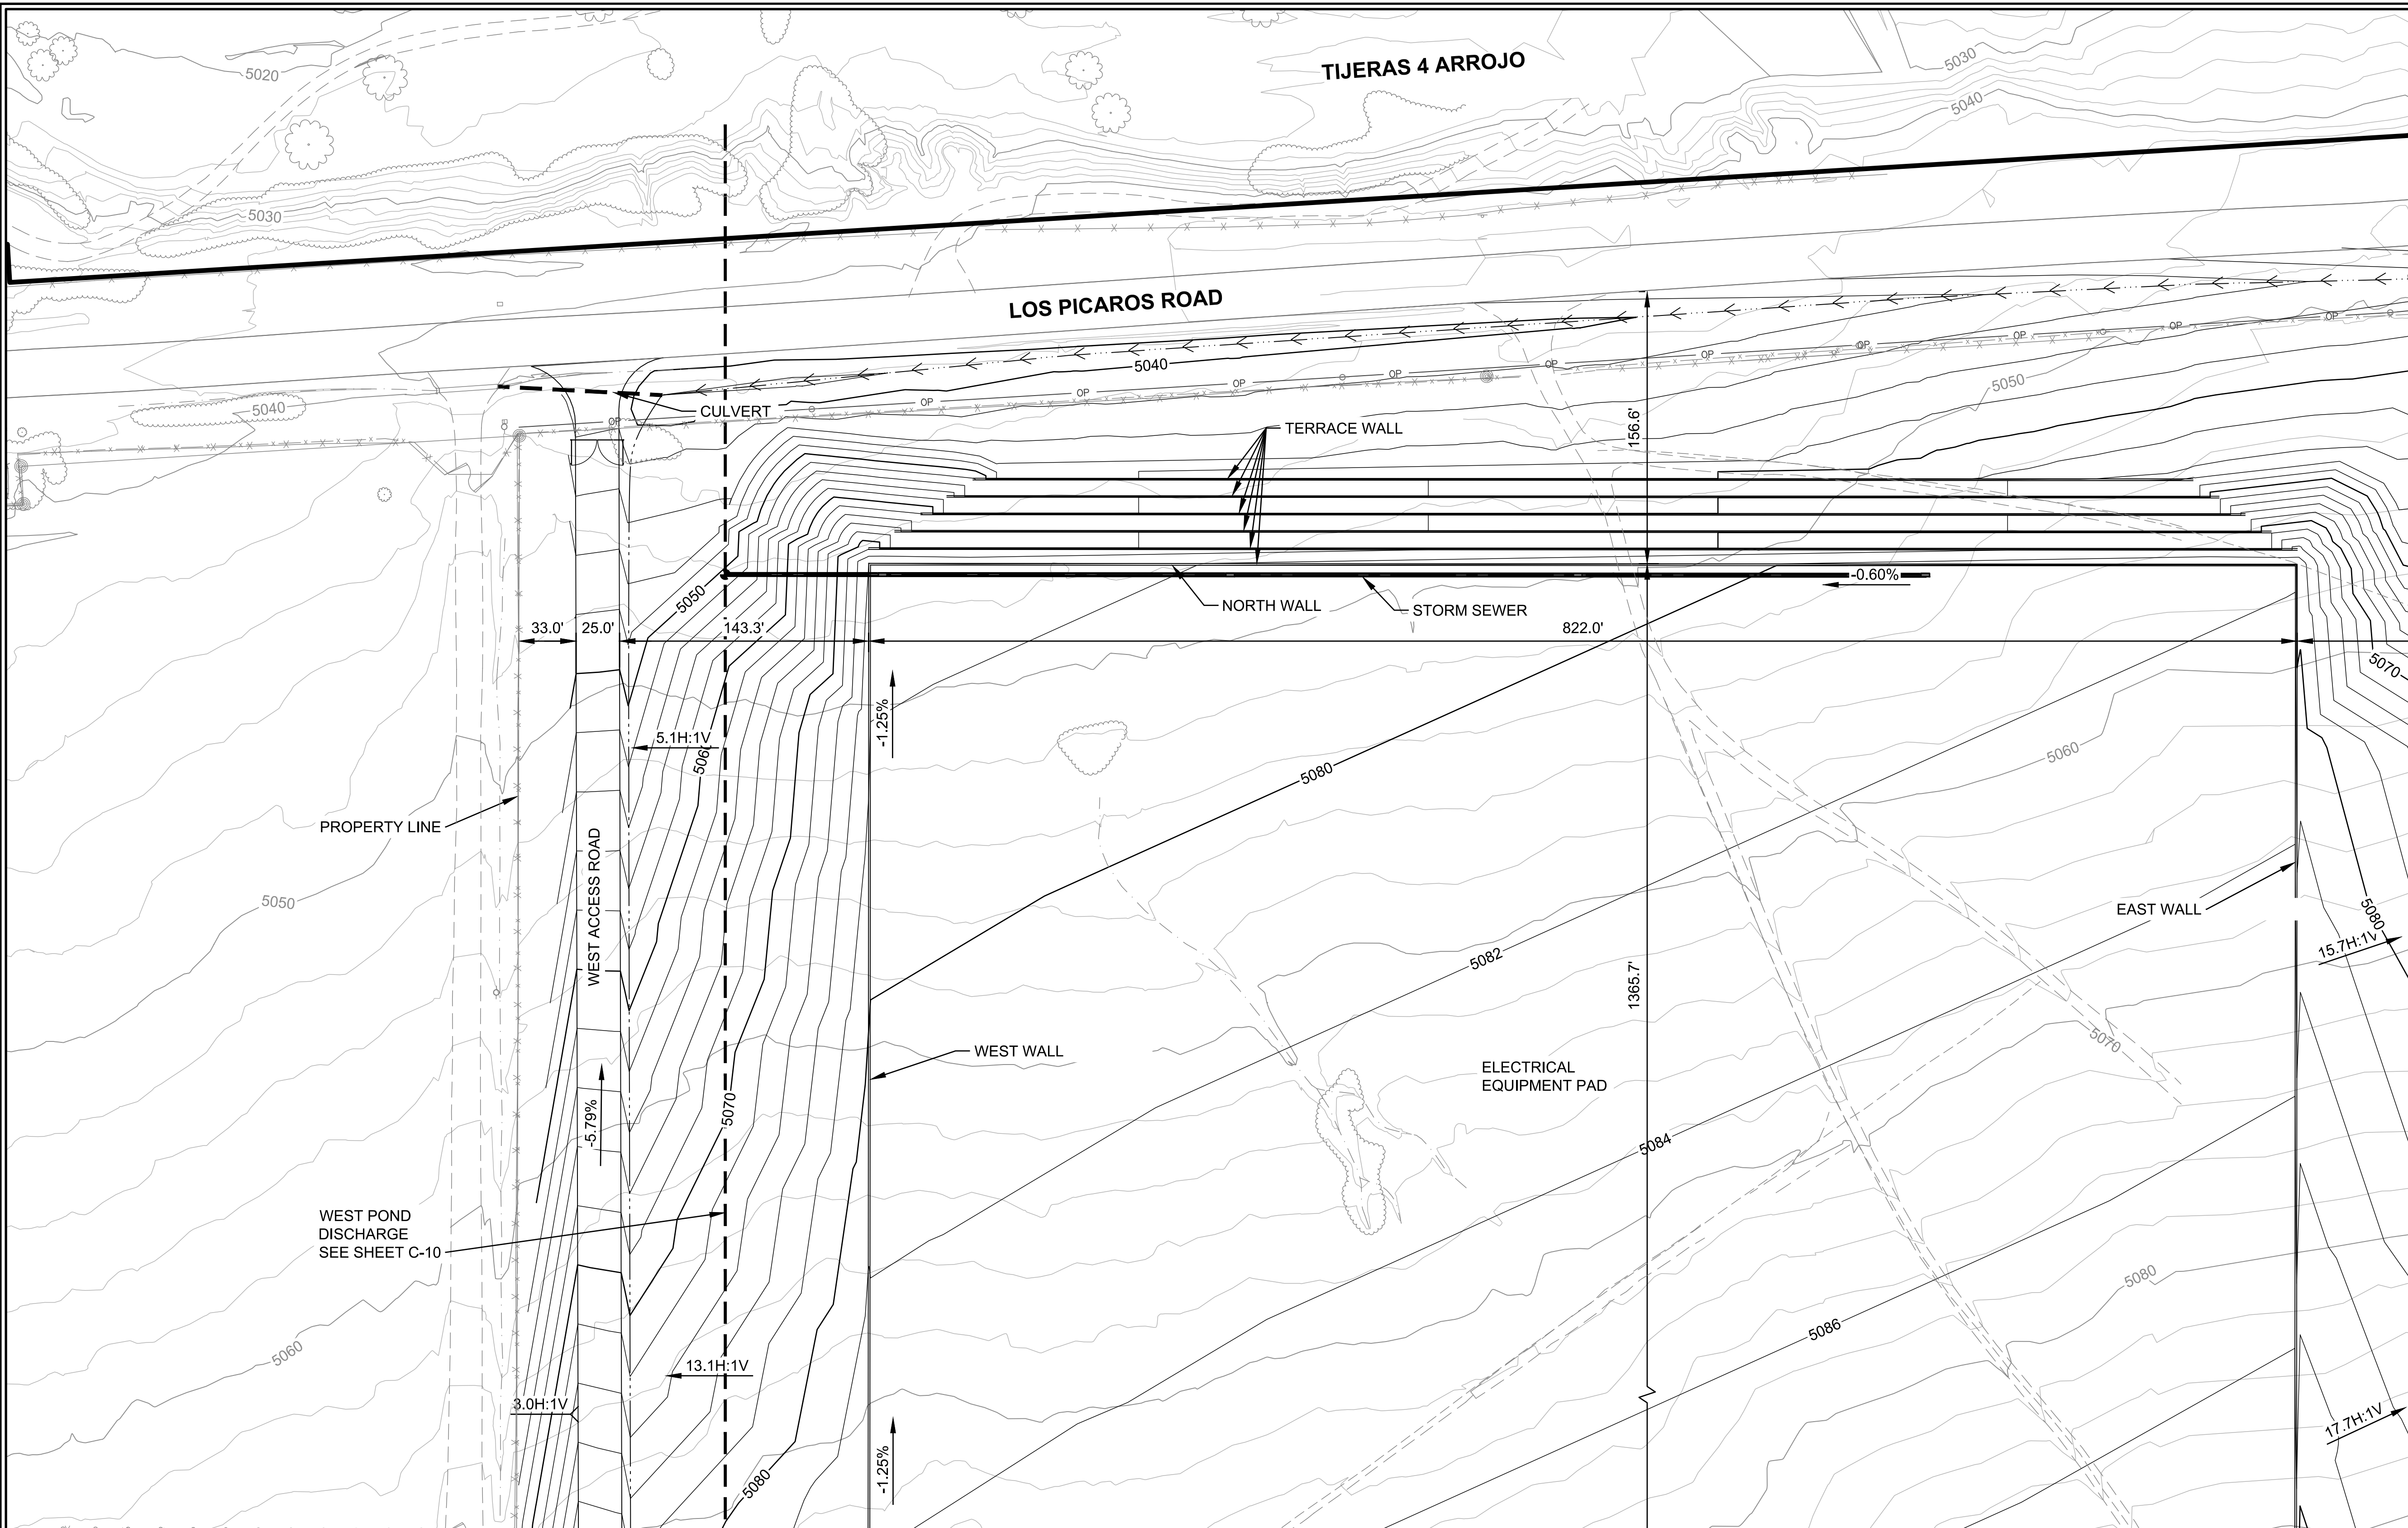 TIJERAS 4 ARROJO
5020
5030
5040
5030
LOS PICAROS ROAD
OP
OP
OP
OP
OP
5040
OP
OP
OP
OP
5050
5040
CULVERT
OP
OP
TERRACE WALL
156.6'
-0.60%
5050
NORTH WALL
STORM SEWER
33.0'
25.0'
143.3'
822.0'
5070
-1.25%
5.1H:1V
5060
5060
5080
PROPERTY LINE
WEST ACCESS ROAD
5050
EAST WALL
5080
15.7H:1V
5082
1365.7'
WEST WALL
5070
ELECTRICAL
EQUIPMENT PAD
-5.79%
5070
5084
WEST POND
DISCHARGE
SEE SHEET C-10
5080
5086
5060
13.1H:1V
3.0H:1V
17.7H:1V
-1.25%
5080